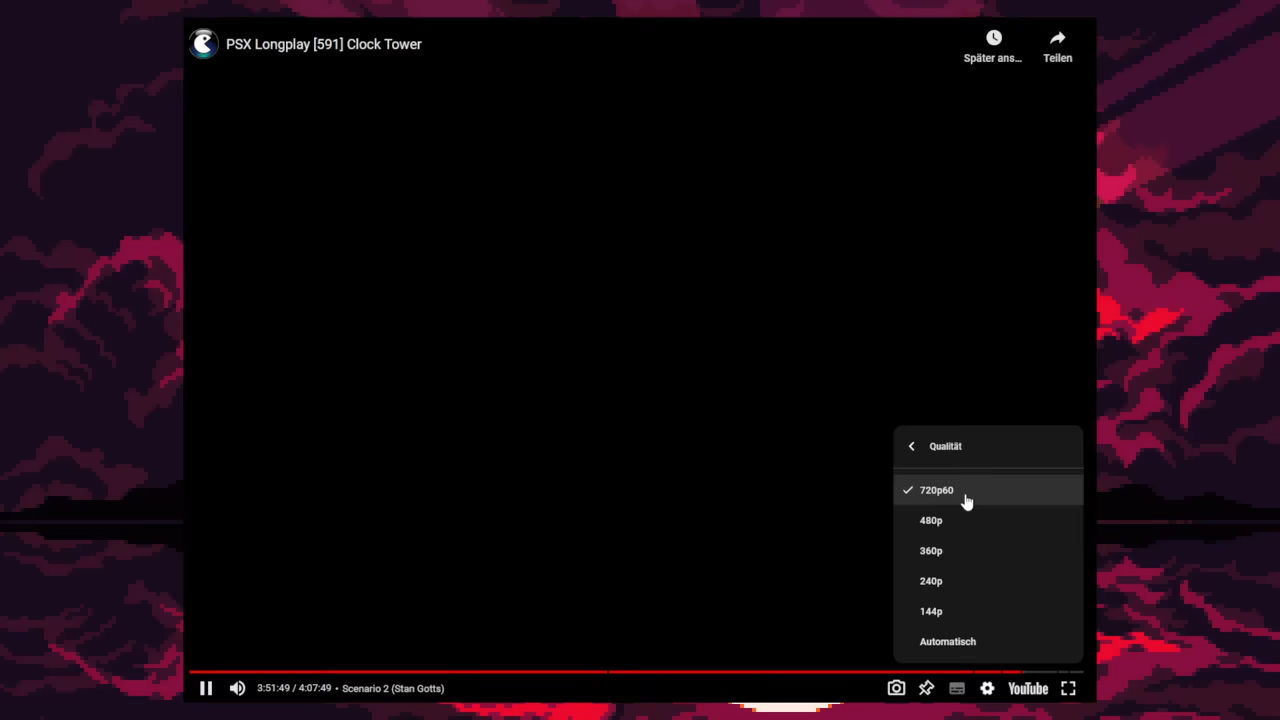 PSX Longplay [591] Clock Tower
Später ans...
Teilen
Qualität
720p60
480p
360p
240p
144p
Automatisch
3:51:49 / 4:07:49 • Scenario 2 (Stan Gotts)
YouTube